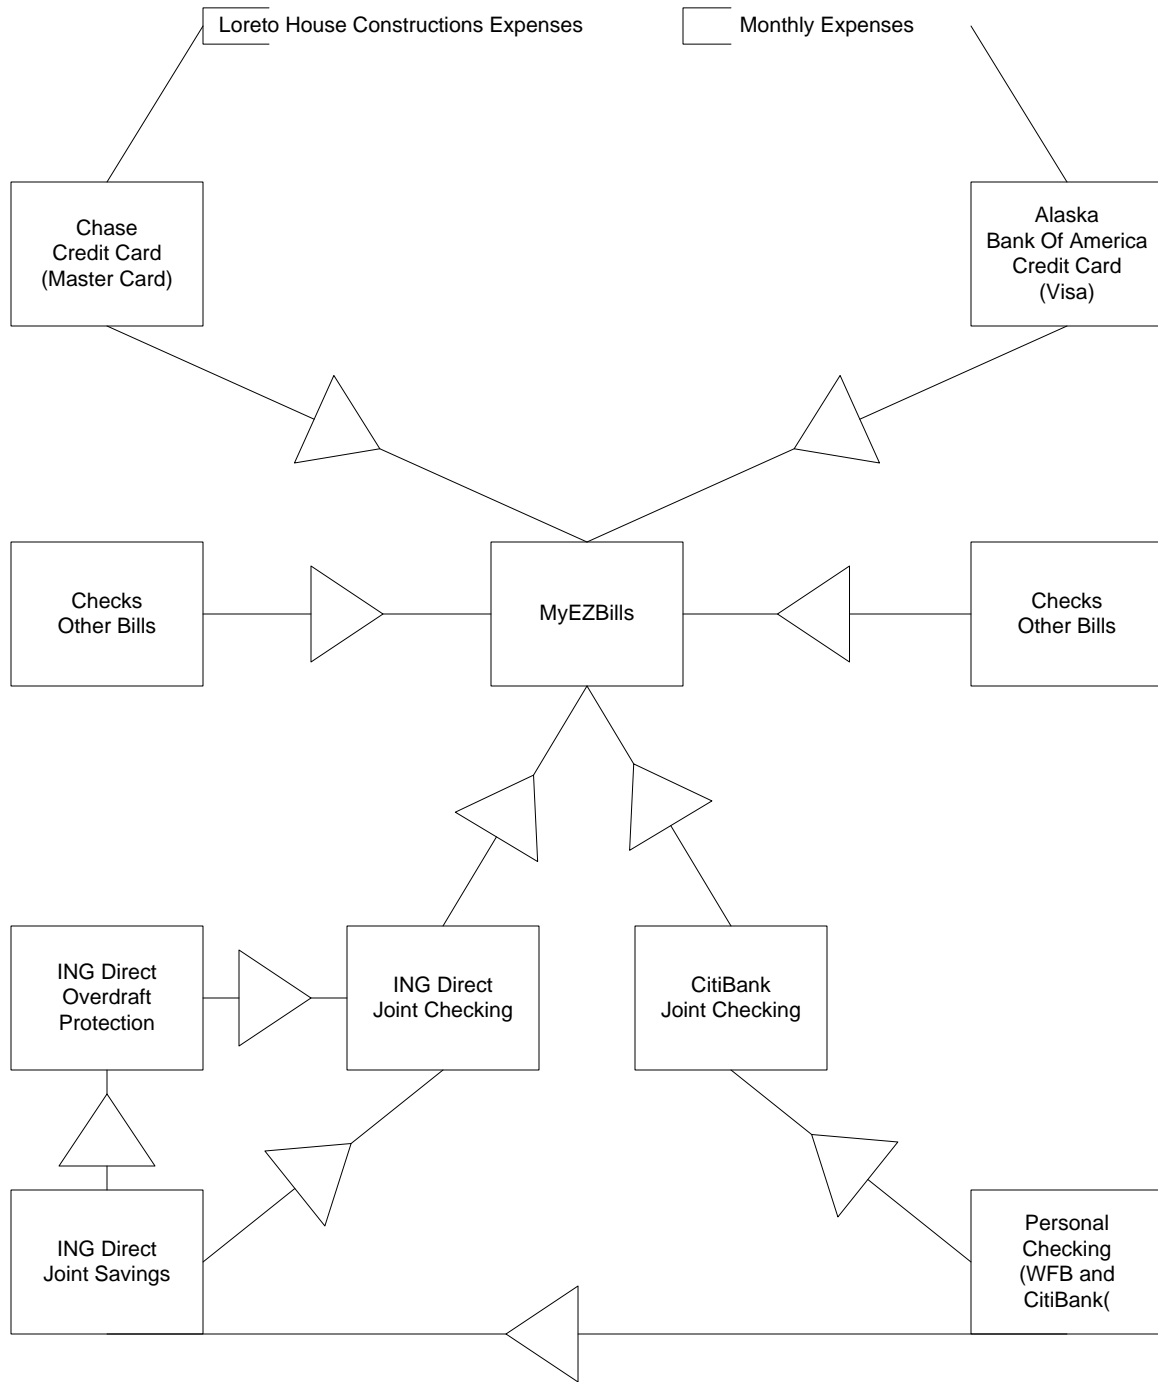 Loreto House Constructions Expenses
Monthly Expenses
Chase
Credit Card
(Master Card)
Alaska
Bank Of America
Credit Card
(Visa)
Checks
Other Bills
MyEZBills
Checks
Other Bills
ING Direct
Overdraft
Protection
ING Direct
Joint Checking
CitiBank
Joint Checking
ING Direct
Joint Savings
Personal
Checking
(WFB and
CitiBank(